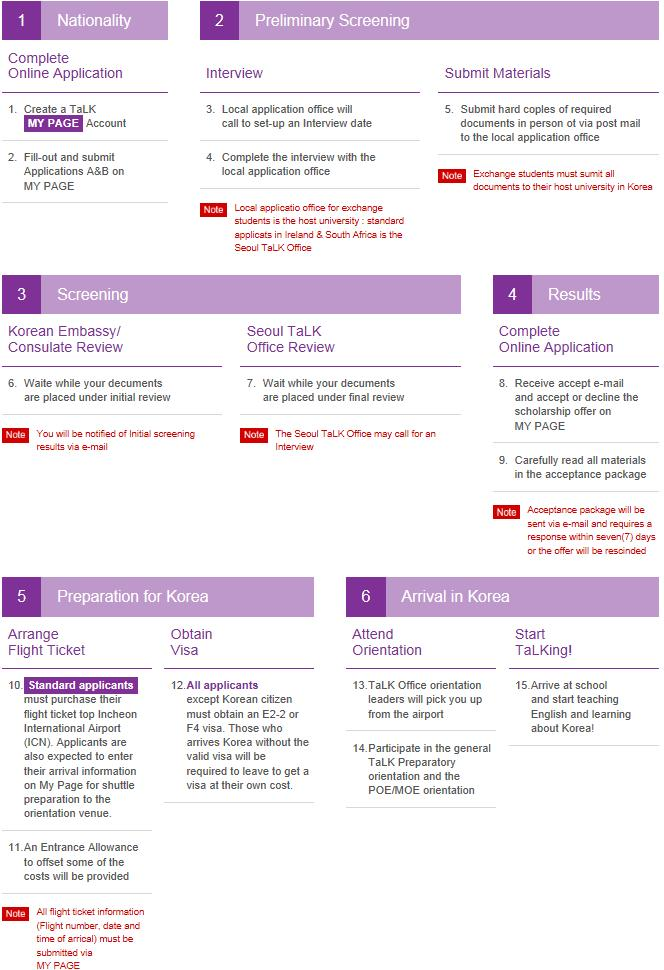 1 Nationality
Complete
Online Application
1. Create a TaLK
MY PAGE Account
2. Fill-out and submit
Applications A&B on
MY PAGE
2 Preliminary Screening
Interview
3. Local application office will
call to set-up an Interview date
4. Complete the interview with the
local application office
Note Local applicatio office for exchange
students is the host university : standard
applicats in Ireland & South Africa is the
Seoul TaLK Office
Submit Materials
5. Submit hard copies of required
documents in person ot via post mail
to the local application office
Note Exchange students must sumit all
documents to their host university in Korea
3 Screening
Korean Embassy/
Consulate Review
6. Waite while your decuments
are placed under initial review
Note You will be notified of Initial screening
results via e-mail
Seoul TaLK
Office Review
7. Wait while your decuments
are placed under final review
Note The Seoul TaLK Office may call for an
Interview
4 Results
Complete
Online Application
8. Receive accept e-mail
and accept or decline the
scholarship offer on
MY PAGE
9. Carefully read all materials
in the acceptance package
Note Acceptance package will be
sent via e-mail and requires a
response within seven(7) days
or the offer will be rescinded
5 Preparation for Korea
Arrange
Flight Ticket
10. Standard applicants
must purchase their
flight ticket top Incheon
International Airport
(ICN). Applicants are
also expected to enter
their arrival information
on My Page for shuttle
preparation to the
orientation venue.
11. An Entrance Allowance
to offset some of the
costs will be provided
Note All flight ticket information
(Flight number, date and
time of arrical) must be
submitted via
MY PAGE
Obtain
Visa
12. All applicants
except Korean citizen
must obtain an E2-2 or
F4 visa. Those who
arrives Korea without the
valid visa will be
required to leave to get a
visa at their own cost.
6 Arrival in Korea
Attend
Orientation
13. TaLK Office orientation
leaders will pick you up
from the airport
14. Participate in the general
TaLK Preparatory
orientation and the
POE/MOE orientation
Start
TaLKing!
15. Arrive at school
and start teaching
English and learning
about Korea!